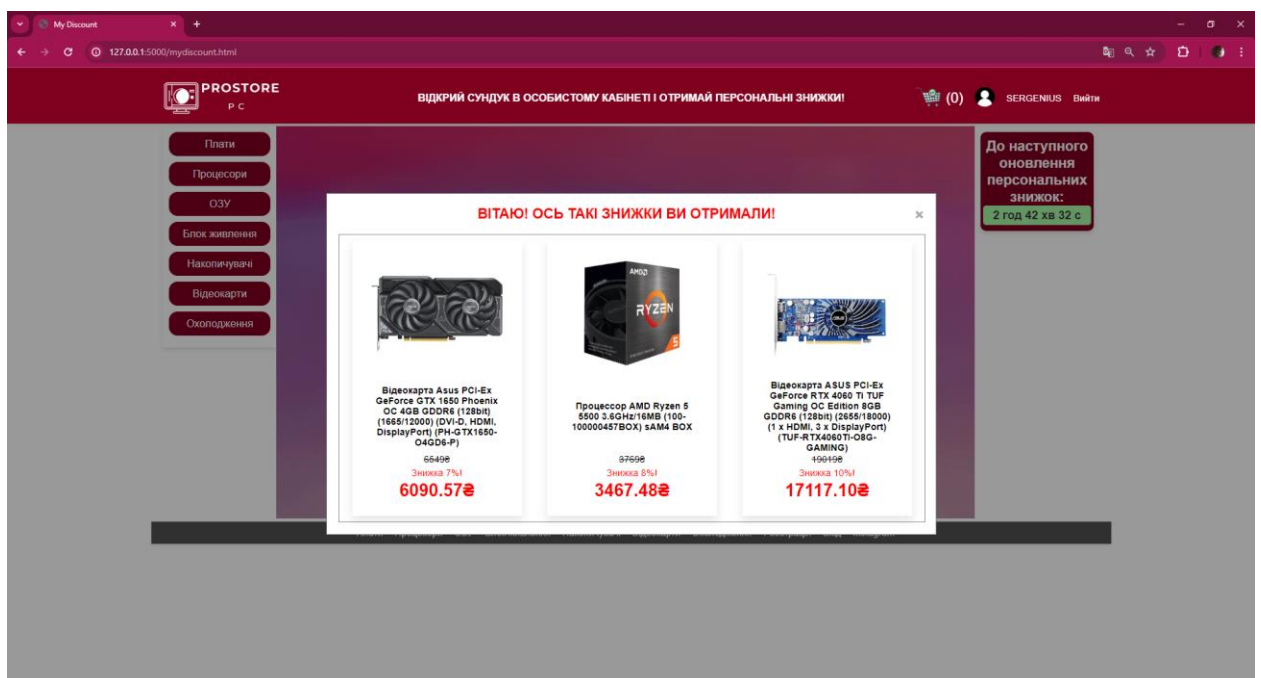 My Discount
127.0.0.1:5000/mydiscount.html
PROSTORE
PC
ВІДКРИЙ СУНДУК В ОСОБИСТОМУ КАБІНЕТІ І ОТРИМАЙ ПЕРСОНАЛЬНІ ЗНИЖКИ!
(0)
SERGENIUS
Вийти
Плати
Процесори
ОЗУ
Блок живлення
Накопичувачі
Відеокарти
Охолодження
До наступного
оновлення
персональних
знижок:
2 год 42 хв 32 с
ВІТАЮ! ОСЬ ТАКІ ЗНИЖКИ ВИ ОТРИМАЛИ!
×
Відеокарта Asus PCI-Ex
GeForce GTX 1650 Phoenix
OC 4GB GDDR6 (128bit)
(1665/12000) (DVI-D, HDMI,
DisplayPort) (PH-GTX1650-
O4GD6-P)
6549₴
Знижка 7%!
6090.57₴
AMD
RYZEN
5
Процессор AMD Ryzen 5
5500 3.6GHz/16MB (100-
100000457BOX) sAM4 BOX
3769₴
Знижка 8%!
3467.48₴
Відеокарта ASUS PCI-Ex
GeForce RTX 4060 Ti TUF
Gaming OC Edition 8GB
GDDR6 (128bit) (2655/18000)
(1 x HDMI, 3 x DisplayPort)
(TUF-RTX4060TI-O8G-
GAMING)
19019₴
Знижка 10%!
17117.10₴